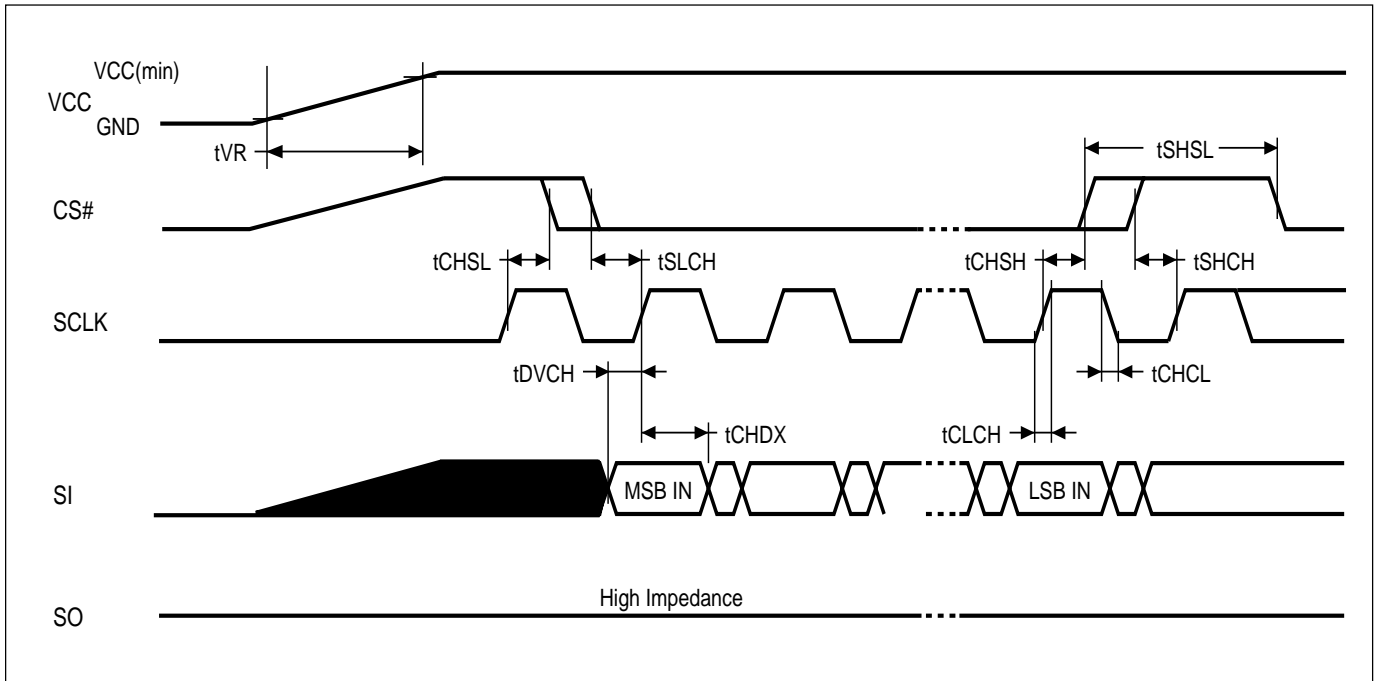 VCC(min)
VCC
GND
tVR
tSHSL
CS#
tCHSL
tSLCH
tCHSH
tSHCH
SCLK
tDVCH
tCHCL
tCHDX
tCLCH
SI
MSB IN
LSB IN
High Impedance
SO